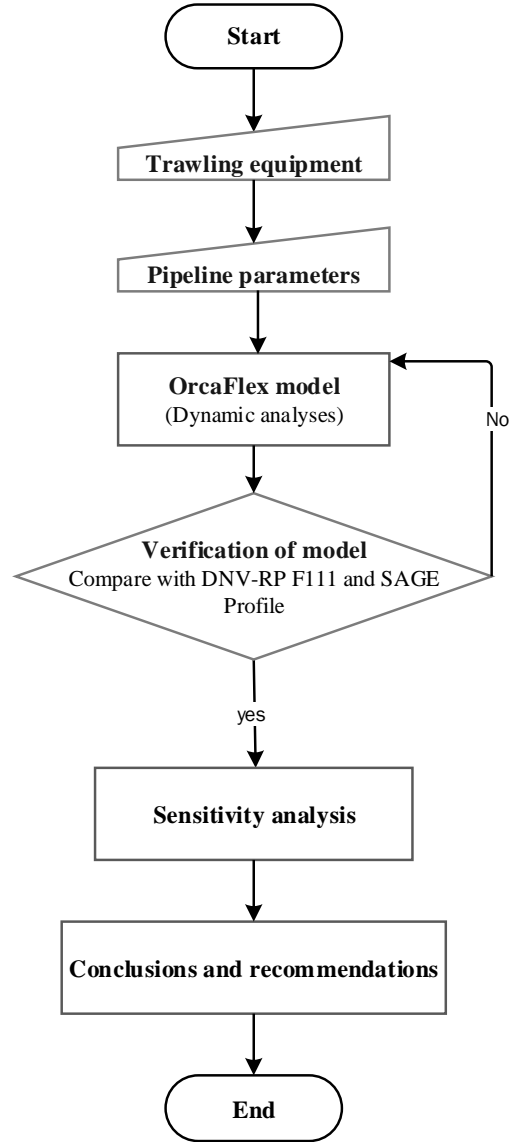 Start
Trawling equipment
Pipeline parameters
OrcaFlex model
(Dynamic analyses)
No
Verification of model
Compare with DNV-RP F111 and SAGE
Profile
yes
Sensitivity analysis
Conclusions and recommendations
End